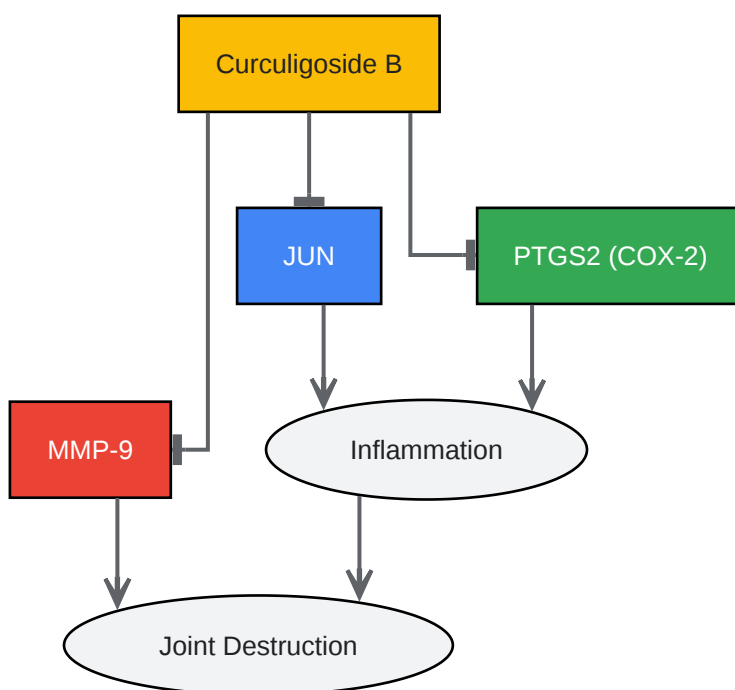 Curculigoside B
JUN
PTGS2 (COX-2)
MMP-9
Inflammation
Joint Destruction